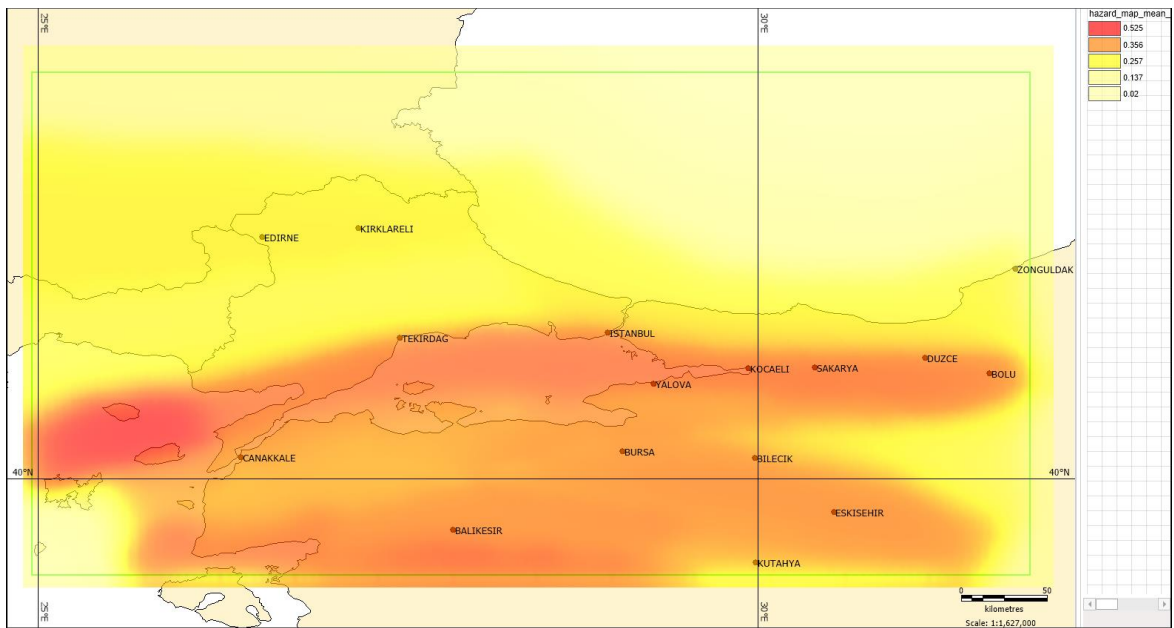 25°E
30°E
hazard_map_mean_
0.525
0.356
0.257
0.137
0.02
KIRKLARELI
EDIRNE
ZONGULDAK
ISTANBUL
TEKIRDAG
DUZCE
KOCAELI
SAKARYA
BOLU
YALOVA
BURSA
CANAKKALE
BILECIK
40°N
40°N
ESKISEHIR
BALIKESIR
KUTAHYA
0
50
kilometres
Scale: 1:1,627,000
25°E
30°E